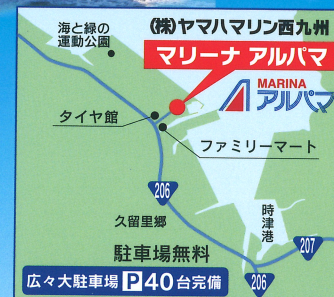 海と緑の
運動公園
(株)ヤマハマリン西九州
マリーナ アルパマ
MARINA
アルパマ
タイヤ館
ファミリーマート
206
久留里郷
時津港
駐車場無料
207
広々大駐車場 P 40台完備
206